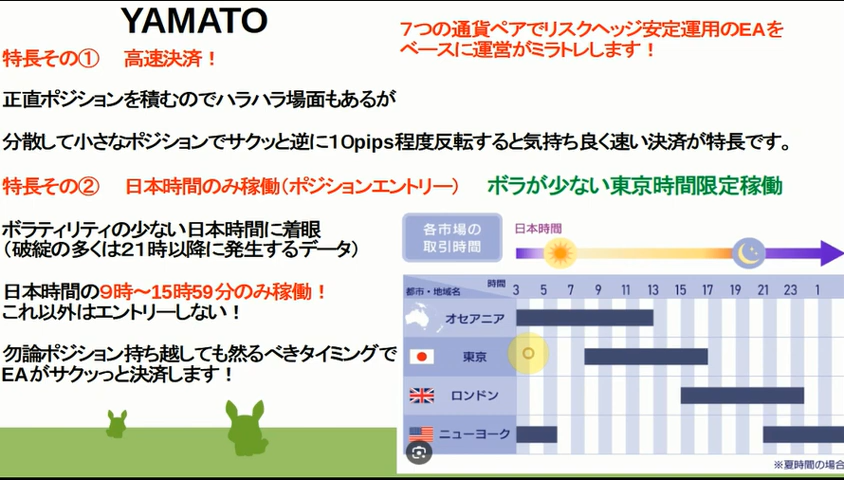 YAMATO
7つの通貨ペアでリスクヘッジ安定運用のEAを
ベースに運営がミラトレします！
特長その① 高速決済！
正直ポジションを積むのでハラハラ場面もあるが
分散して小さなポジションでサクッと逆に10pips程度反転すると気持ち良く速い決済が特長です。
特長その② 日本時間のみ稼働（ポジションエントリー） ボラが少ない東京時間限定稼働
ボラティリティの少ない日本時間に着眼
（破綻の多くは21時以降に発生するデータ）
日本時間の9時～15時59分のみ稼働！
これ以外はエントリーしない！
勿論ポジション持ち越しても然るべきタイミングで
EAがサクッっと決済します！
各市場の
取引時間
日本時間
時間
都市・地域名
3 5 7 9 11 13 15 17 19 21 23 1
オセアニア
東京
ロンドン
ニューヨーク
※夏時間の場合